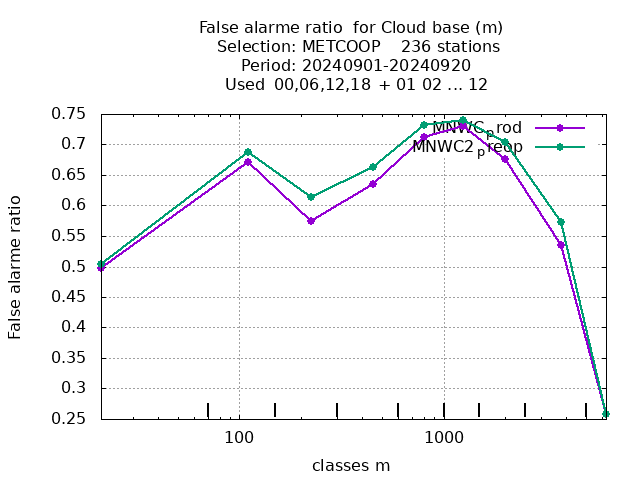 False alarme ratio  for Cloud base (m)
Selection: METCOOP    236 stations
Period: 20240901-20240920
Used  00,06,12,18  + 01 02 ... 12
MNWC_prod
MNWC2_preop
0.75
0.7
0.65
0.6
0.55
0.5
0.45
0.4
0.35
0.3
0.25
False alarme ratio
100
1000
classes m